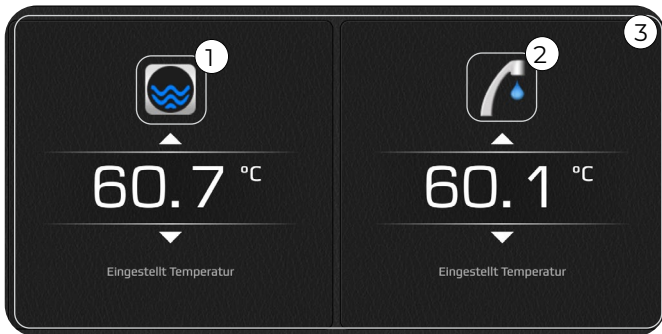 1
2
3
60.7 °C
60.1 °C
Eingestellt Temperatur
Eingestellt Temperatur